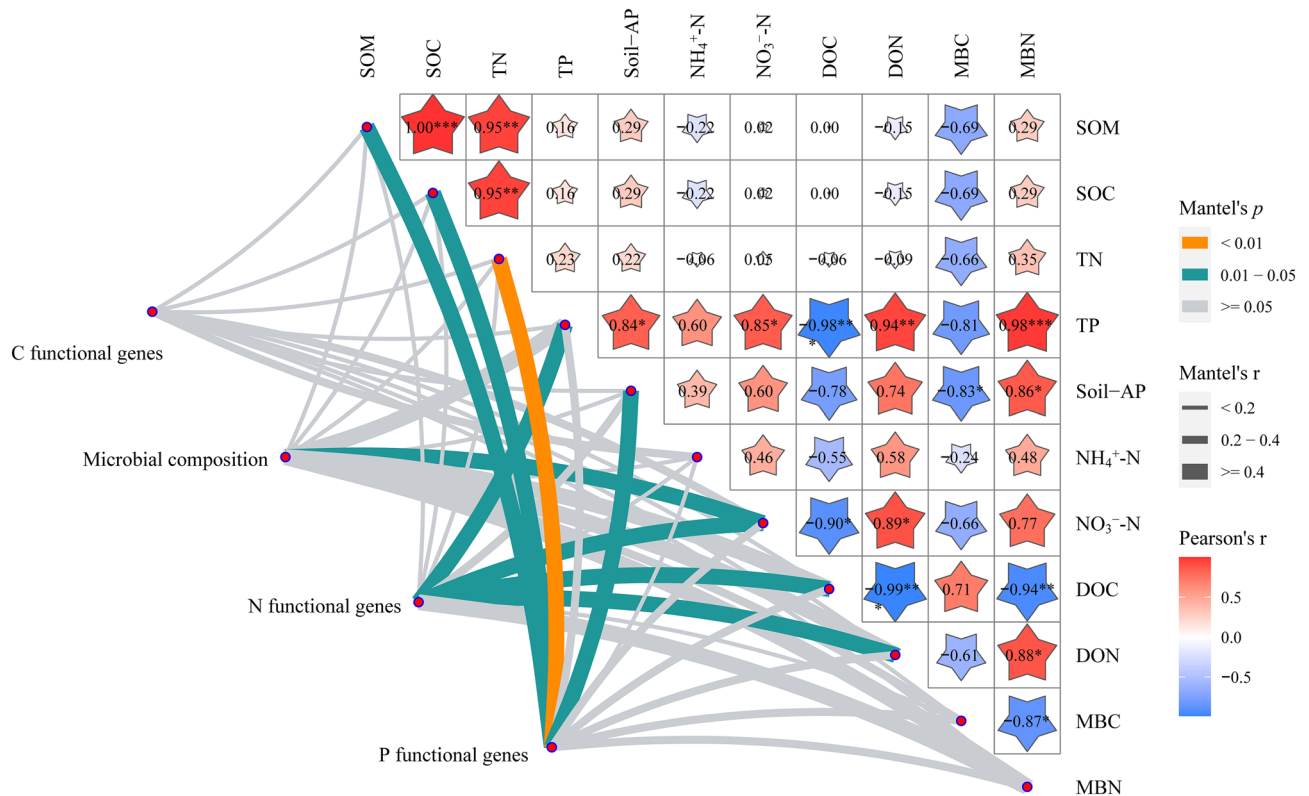 SOM SOC TN TP Soil−AP NH₄⁺-N NO₃⁻-N DOC DON MBC MBN
1.00*** 0.95** 0.16 0.29 −0.22 0.02 0.00 −0.15 −0.69 0.29 SOM
0.95** 0.16 0.29 −0.22 0.02 0.00 −0.15 −0.69 0.29 SOC
0.23 0.22 −0.06 0.05 −0.06 −0.09 −0.66 0.35 TN
0.84* 0.60 0.85* −0.98*** 0.94** −0.81 0.98*** TP
0.39 0.60 −0.78 0.74 −0.83* 0.86* Soil−AP
0.46 −0.55 0.58 −0.24 0.48 NH₄⁺-N
−0.90* 0.89* −0.66 0.77 NO₃⁻-N
−0.99*** 0.71 −0.94** DOC
−0.61 0.88* DON
−0.87* MBC
MBN
C functional genes
Microbial composition
N functional genes
P functional genes
Mantel's p
< 0.01
0.01 − 0.05
>= 0.05
Mantel's r
< 0.2
0.2 − 0.4
>= 0.4
Pearson's r
0.5
0.0
−0.5